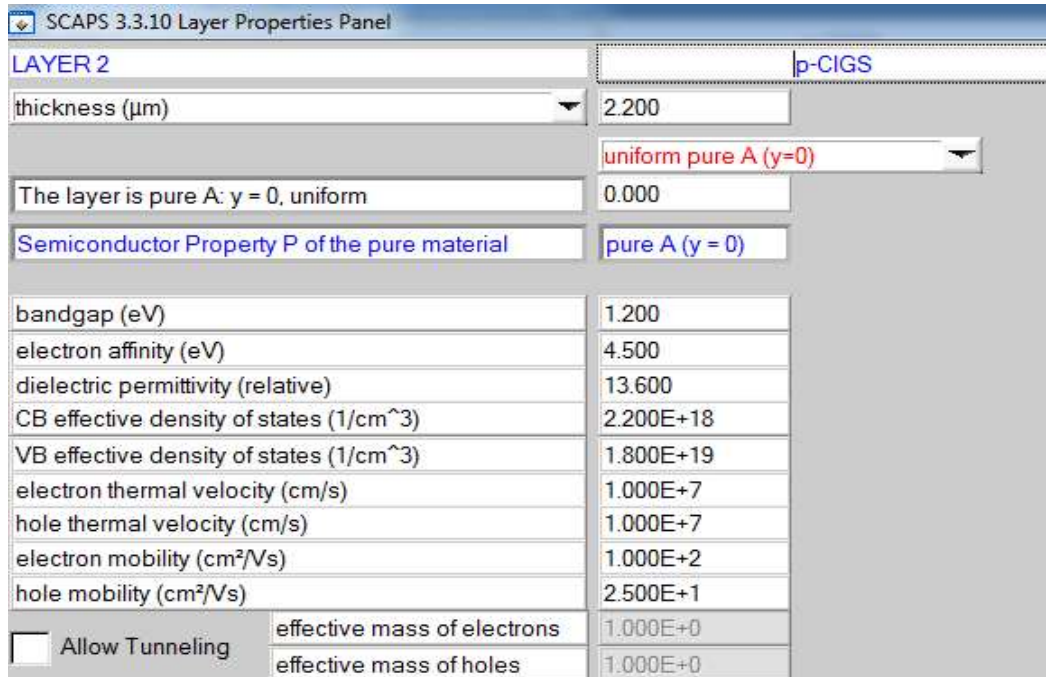 SCAPS 3.3.10 Layer Properties Panel
LAYER 2 p-CIGS
thickness (µm) 2.200
uniform pure A (y=0)
The layer is pure A: y = 0, uniform 0.000
Semiconductor Property P of the pure material pure A (y = 0)
bandgap (eV) 1.200
electron affinity (eV) 4.500
dielectric permittivity (relative) 13.600
CB effective density of states (1/cm^3) 2.200E+18
VB effective density of states (1/cm^3) 1.800E+19
electron thermal velocity (cm/s) 1.000E+7
hole thermal velocity (cm/s) 1.000E+7
electron mobility (cm²/Vs) 1.000E+2
hole mobility (cm²/Vs) 2.500E+1
Allow Tunneling
effective mass of electrons 1.000E+0
effective mass of holes 1.000E+0